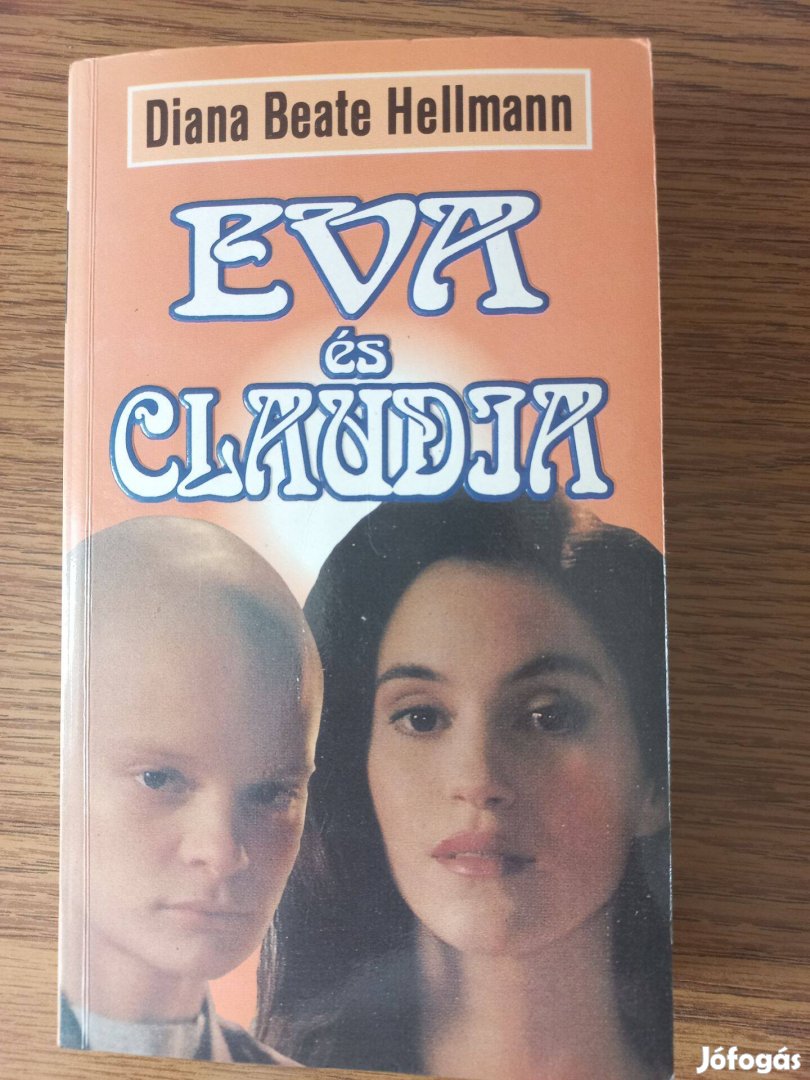 Diana Beate Hellmann
EVA
és
CLAUDIA
Jófogás